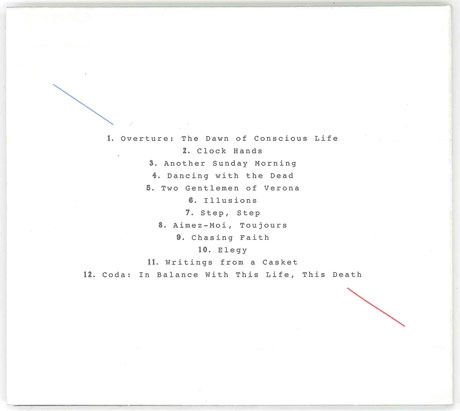 1. Overture: The Dawn of Conscious Life
2. Clock Hands
3. Another Sunday Morning
4. Dancing with the Dead
5. Two Gentlemen of Verona
6. Illusions
7. Step, Step
8. Aimez-Moi, Toujours
9. Chasing Faith
10. Elegy
11. Writings from a Casket
12. Coda: In Balance With This Life, This Death